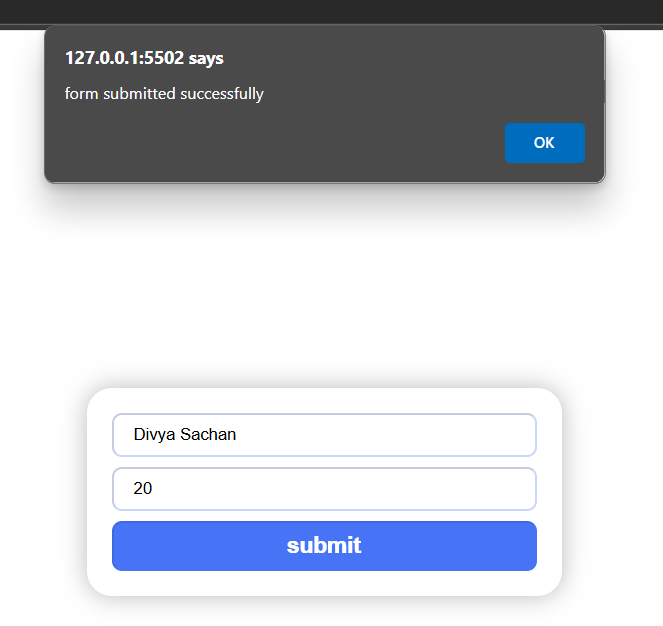 127.0.0.1:5502 says
form submitted successfully
OK
Divya Sachan
20
submit